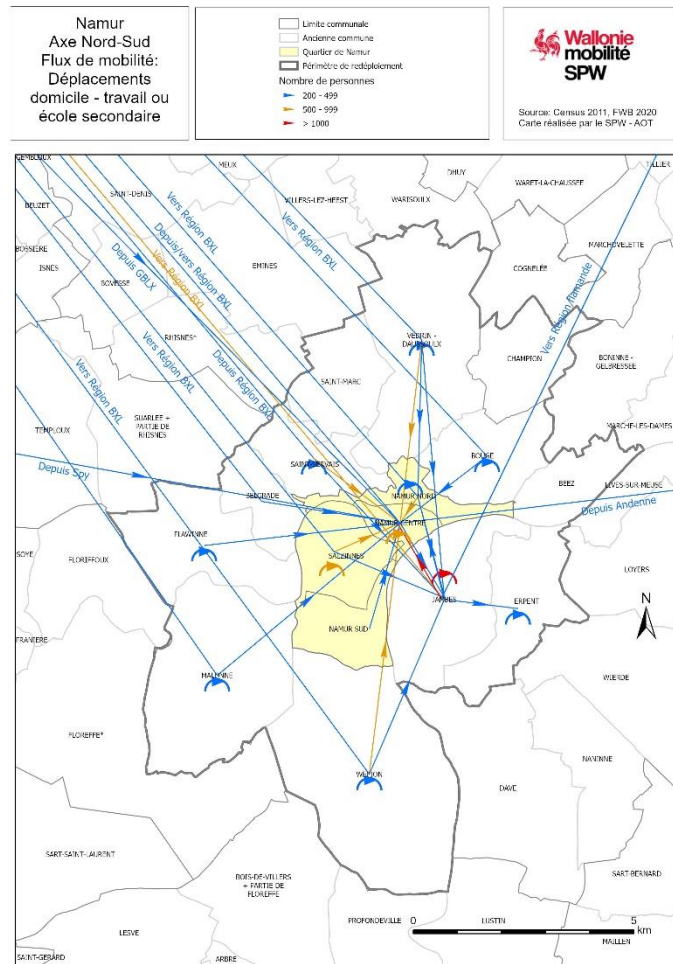 Namur
Axe Nord-Sud
Flux de mobilité:
Déplacements
domicile - travail ou
école secondaire
Limite communale
Ancienne commune
Quartier de Namur
Périmètre de redéploiement
Nombre de personnes
200 - 499
500 - 999
> 1000
Wallonie
mobilité
SPW
Source: Census 2011, FWB 2020
Carte réalisée par le SPW - AOT
GEMBLOUX
MEUX
DHUY
TILLIER
SAINT-DENIS
WARET-LA-CHAUSSEE
BEUZET
VILLERS-LEZ-HEEST
WARISOULX
Vers Région BXL
Vers Région BXL
Depuis/vers Région BXL
BOSSIERE
MARCHOVELETTE
ISNES
EMINES
COGNELEE
Depuis GBLX
BOVESSE
Vers Région BXL
Vers Région flamande
RHISNES*
VEDRIN -
DAUSSOULX
CHAMPION
BONINNE -
GELBRESSEE
Vers Région BXL
Vers Région BXL
Depuis Région BXL
SAINT-MARC
SUARLEE +
PARTIE DE
RHISNES
TEMPLOUX
MARCHE-LES-DAMES
BOUGE
Depuis Spy
SAINT-SERVAIS
BEEZ
LIVES-SUR-MEUSE
BELGRADE
NAMUR NORD
Depuis Andenne
NAMUR CENTRE
FLAWINNE
SOYE
FLORIFFOUX
SALZINNES
LOYERS
JAMBES
ERPENT
N
NAMUR SUD
FRANIERE
MALONNE
WIERDE
FLOREFFE*
NANINNE
WEPION
DAVE
SART-SAINT-LAURENT
SART-BERNARD
BOIS-DE-VILLERS
+ PARTIE DE
FLOREFFE
PROFONDEVILLE
LUSTIN
0
5
km
LESVE
MAILLEN
SAINT-GERARD
ARBRE